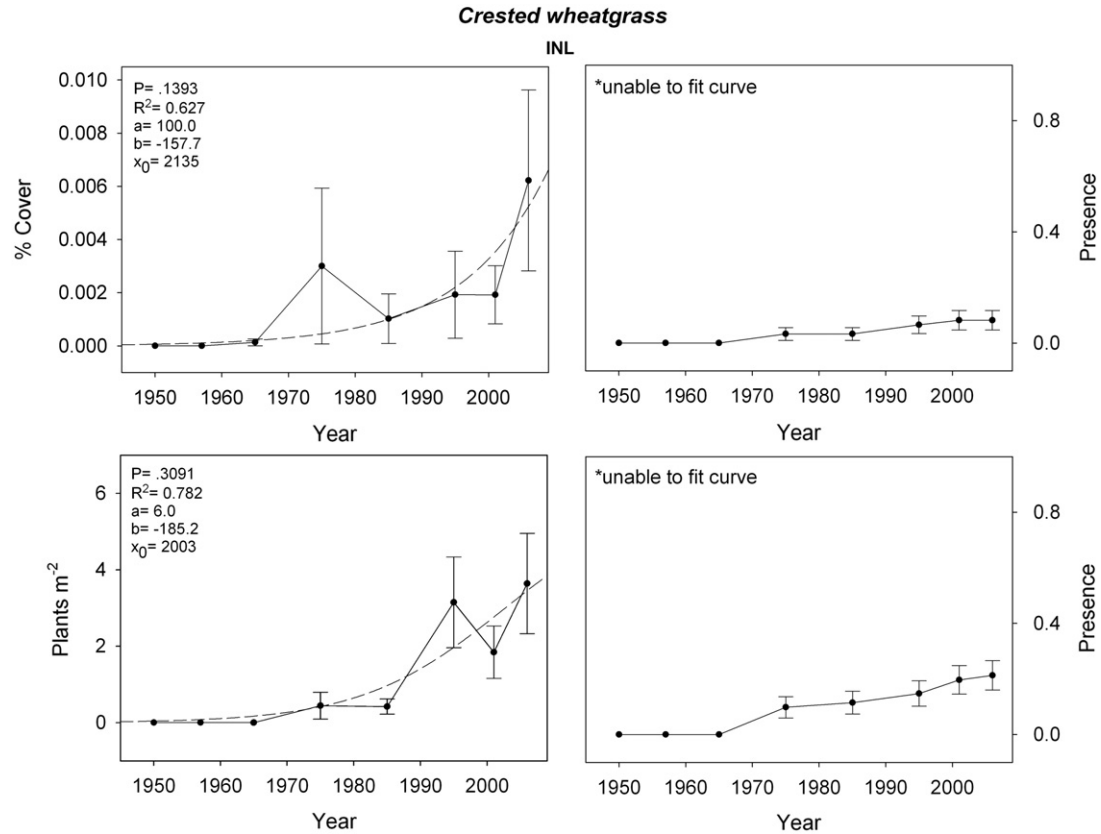 Crested wheatgrass
INL
P= .1393
R2= 0.627
a= 100.0
b= -157.7
x0= 2135
0.010
0.008
0.006
0.004
0.002
0.000
% Cover
1950 1960 1970 1980 1990 2000
Year
*unable to fit curve
0.8
0.4
0.0
Presence
1950 1960 1970 1980 1990 2000
Year
P= .3091
R2= 0.782
a= 6.0
b= -185.2
x0= 2003
6
4
2
0
Plants m-2
1950 1960 1970 1980 1990 2000
Year
*unable to fit curve
0.8
0.4
0.0
Presence
1950 1960 1970 1980 1990 2000
Year